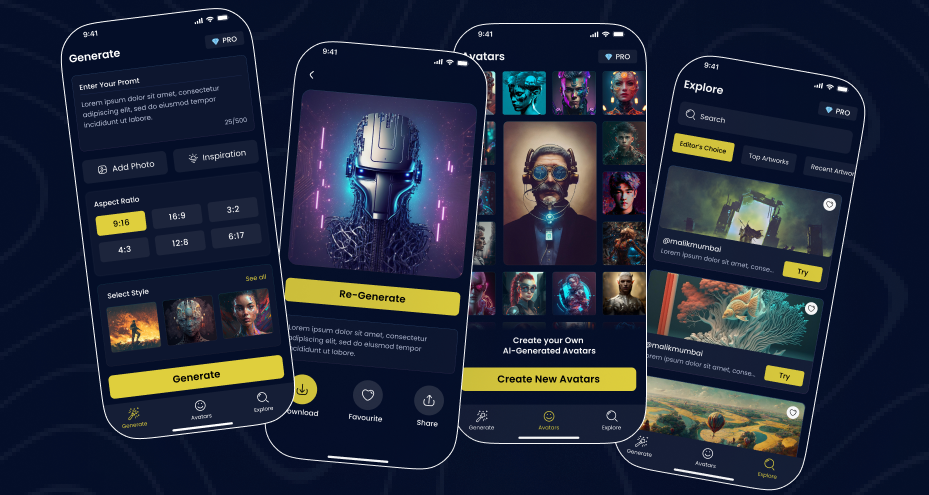 9:41
Generate
PRO
Enter Your Promt
Lorem ipsum dolor sit amet, consectetur
adipiscing elit, sed do eiusmod tempor
incididunt ut labore.
25/500
Add Photo
Inspiration
Aspect Ratio
9:16
16:9
3:2
4:3
12:8
6:17
Select Style
See all
Generate
Generate
Avatars
Explore
9:41
Re-Generate
Lorem ipsum dolor sit amet, consectetur
adipiscing elit, sed do eiusmod tempor
incididunt ut labore.
ownload
Favourite
Share
9:41
Avatars
PRO
Create your Own
AI-Generated Avatars
Create New Avatars
Generate
Avatars
Explore
9:41
Explore
PRO
Search
Editor's Choice
Top Artworks
Recent Artwor
@malikmumbai
Lorem ipsum dolor sit amet, conse...
Try
@malikmumbai
orem ipsum dolor sit amet, conse...
Try
Generate
Avatars
Explore